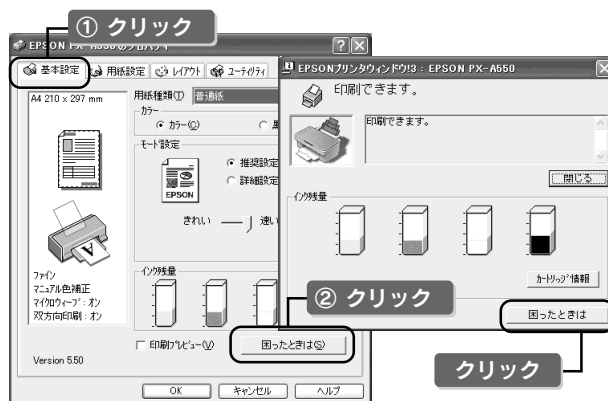 ① クリック
EPSON PX-A550のプロパティ
基本設定
用紙設定
レイアウト
ユーティリティ
A4 210 x 297 mm
用紙種類(T)
普通紙
カラー
カラー(C)
モード設定
推奨設定
詳細設定
EPSON
きれい
速い
ファイン
マニュアル色補正
マイクロウィーブ:オン
双方向印刷:オン
インク残量
印刷プレビュー(V)
困ったときは(S)
Version 5.50
OK
キャンセル
ヘルプ
② クリック
EPSONプリンタウィンドウ!3 : EPSON PX-A550
印刷できます。
印刷できます。
閉じる
インク残量
カートリッジ情報
困ったときは
クリック